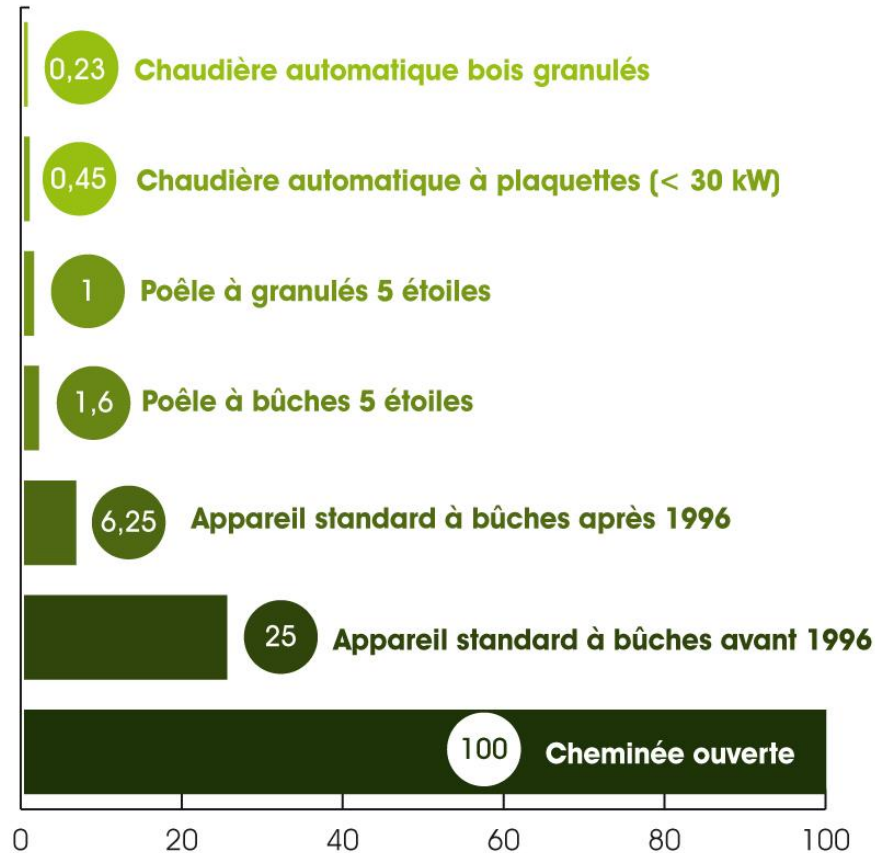 0,23 Chaudière automatique bois granulés
0,45 Chaudière automatique à plaquettes (< 30 kW)
1 Poêle à granulés 5 étoiles
1,6 Poêle à bûches 5 étoiles
6,25 Appareil standard à bûches après 1996
25 Appareil standard à bûches avant 1996
100 Cheminée ouverte
0 20 40 60 80 100